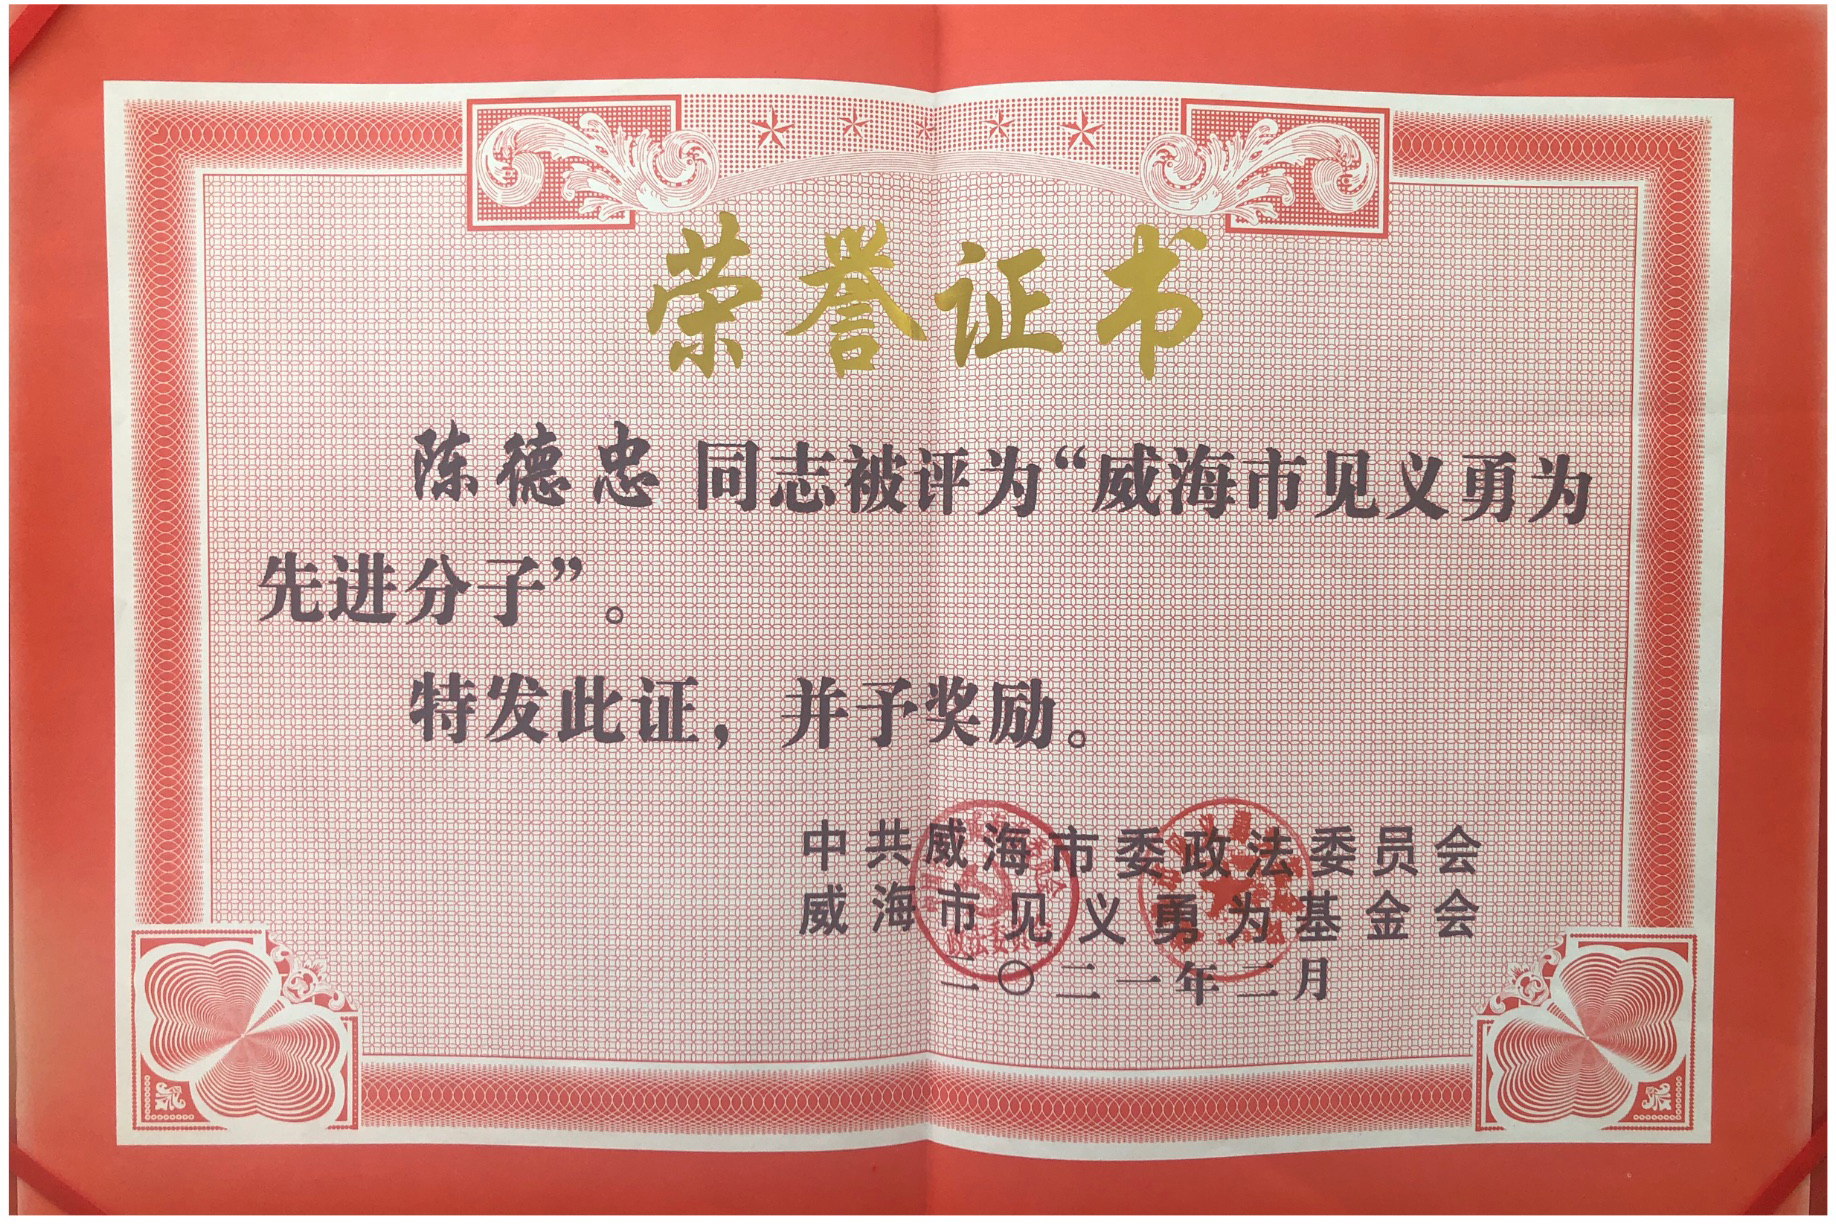 荣誉证书
陈德忠同志被评为“威海市见义勇为
先进分子”。
特发此证，并予奖励。
中共威海市委政法委员会
威海市见义勇为基金会
二〇二一年二月